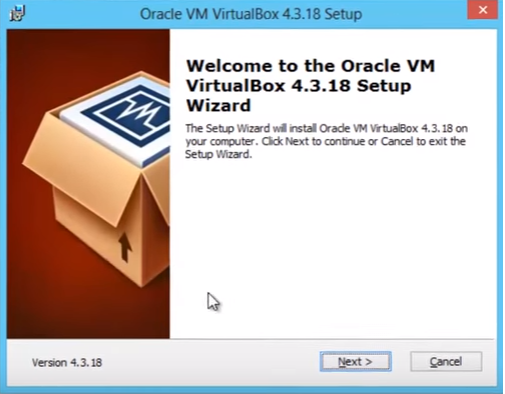 Oracle VM VirtualBox 4.3.18 Setup
Welcome to the Oracle VM
VirtualBox 4.3.18 Setup
Wizard
The Setup Wizard will install Oracle VM VirtualBox 4.3.18 on
your computer. Click Next to continue or Cancel to exit the
Setup Wizard.
Version 4.3.18
Next >
Cancel